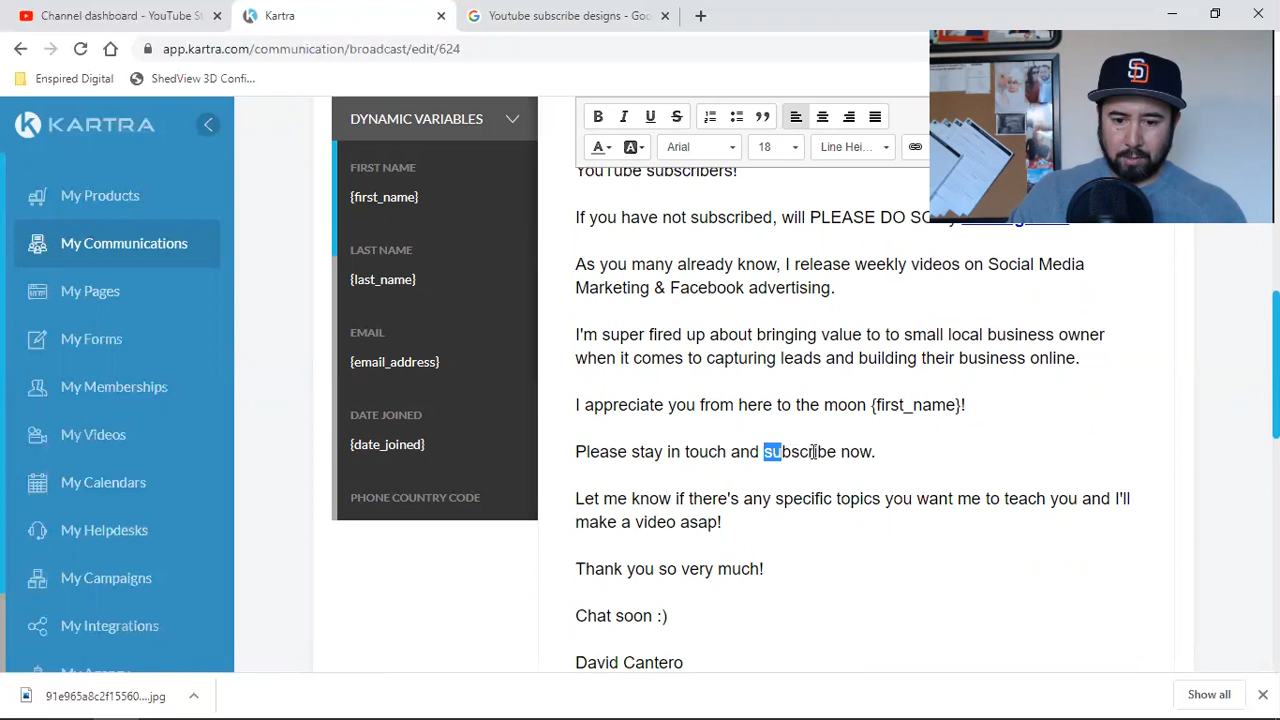 Channel dashboard - YouTube St
Kartra
Youtube subscribe designs - Goo
app.kartra.com/communication/broadcast/edit/624
Enspired Digital
SpeedView 3D Confi...
KARTRA
My Products
My Communications
My Pages
My Forms
My Memberships
My Videos
My Calendars
My Helpdesks
My Campaigns
My Integrations
DYNAMIC VARIABLES
FIRST NAME
{first_name}
LAST NAME
{last_name}
EMAIL
{email_address}
DATE JOINED
{date_joined}
PHONE COUNTRY CODE
B I U S
A A Arial 18 Line Hei...
YouTube subscribers!
If you have not subscribed, will PLEASE DO SO
As you many already know, I release weekly videos on Social Media
Marketing & Facebook advertising.
I'm super fired up about bringing value to to small local business owner
when it comes to capturing leads and building their business online.
I appreciate you from here to the moon {first_name}!
Please stay in touch and subscribe now.
Let me know if there's any specific topics you want me to teach you and I'll
make a video asap!
Thank you so very much!
Chat soon :)
David Cantero
SD
91e965a8c2f15560....jpg
Show all